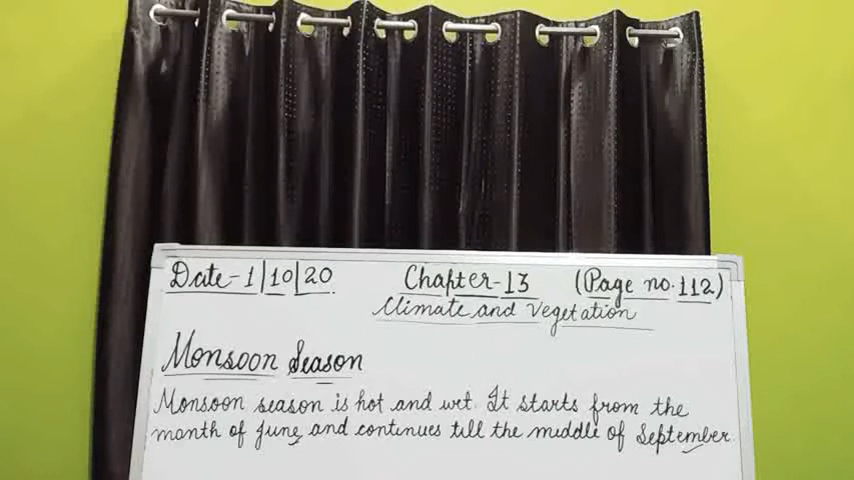 Date-1|10|20 Chapter-13 (Page no.112)
Climate and Vegetation
Monsoon Season
Monsoon season is hot and wet. It starts from the
month of June, and continues till the middle of September